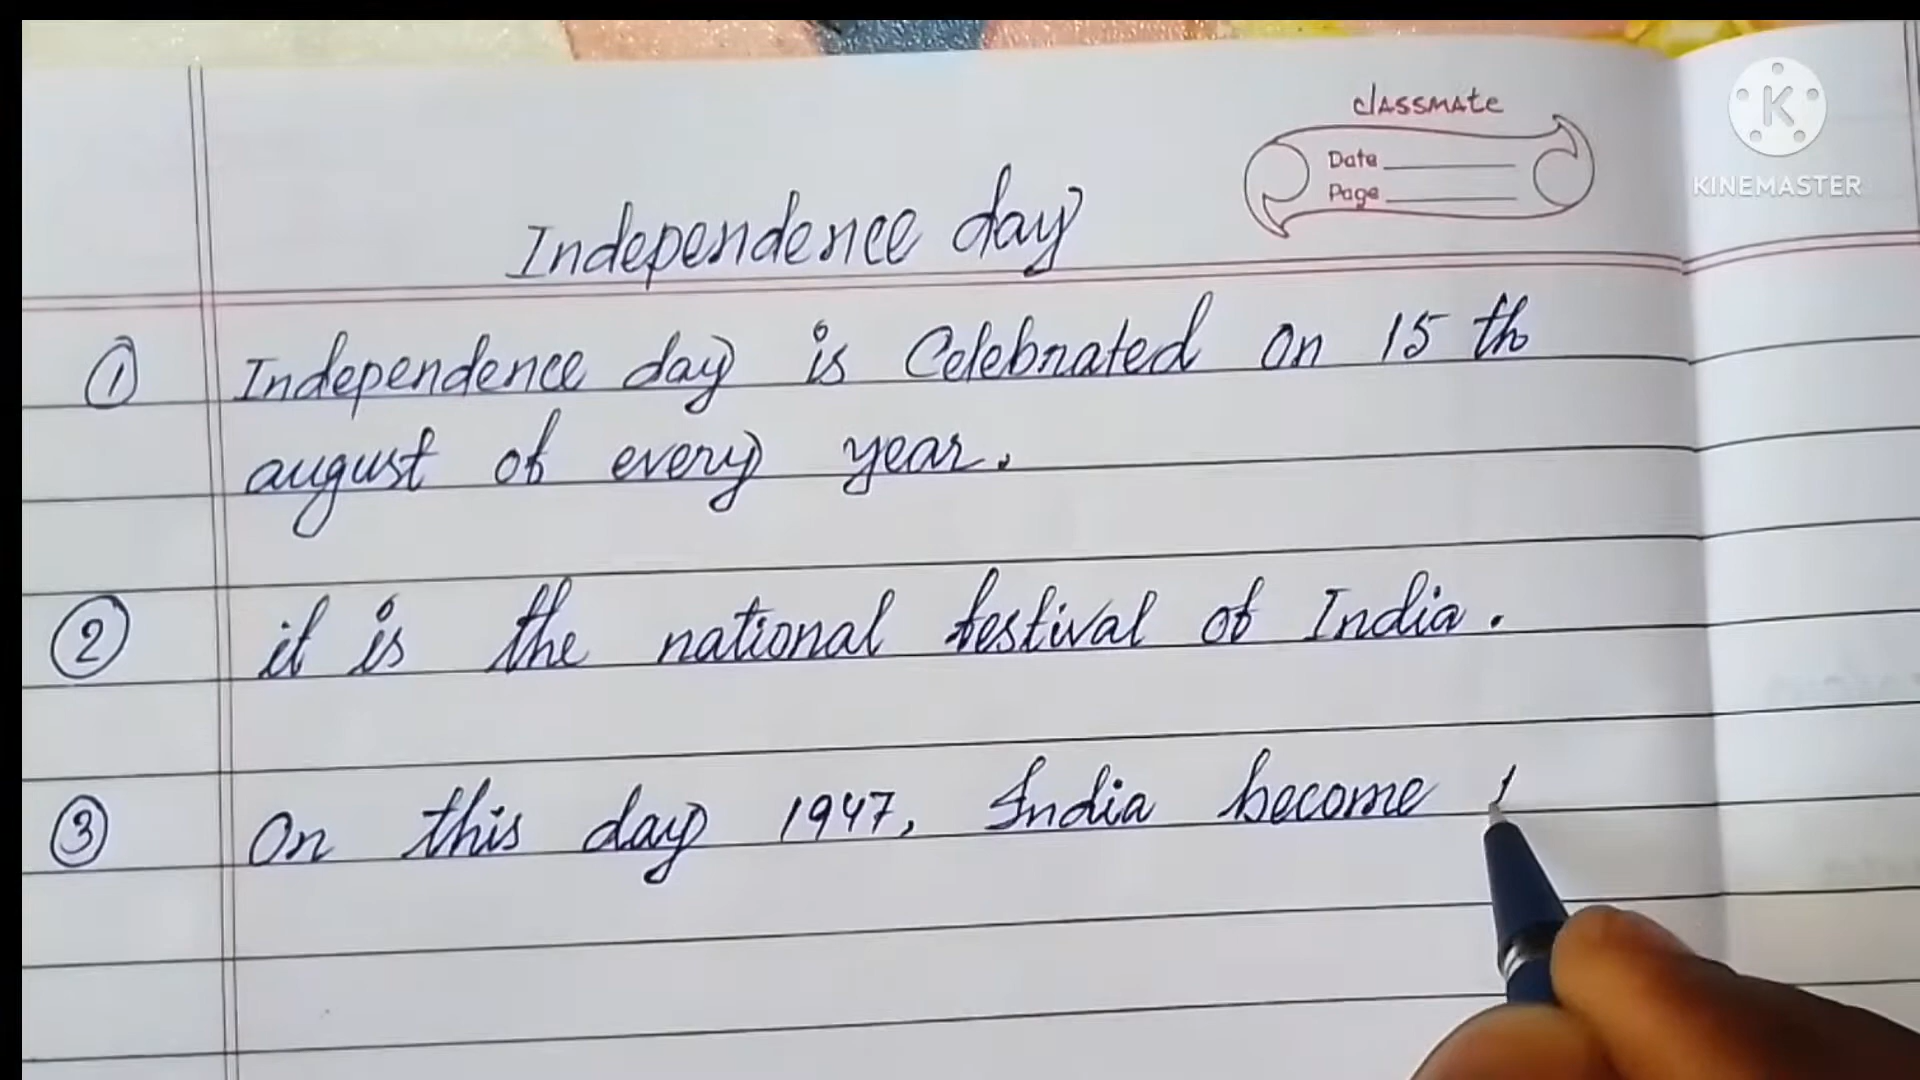 classmate
Date
Page
KINEMASTER
Independence day
① Independence day is Celebrated on 15 th
august of every year.
② it is the national festival of India.
③ On this day 1947, India become